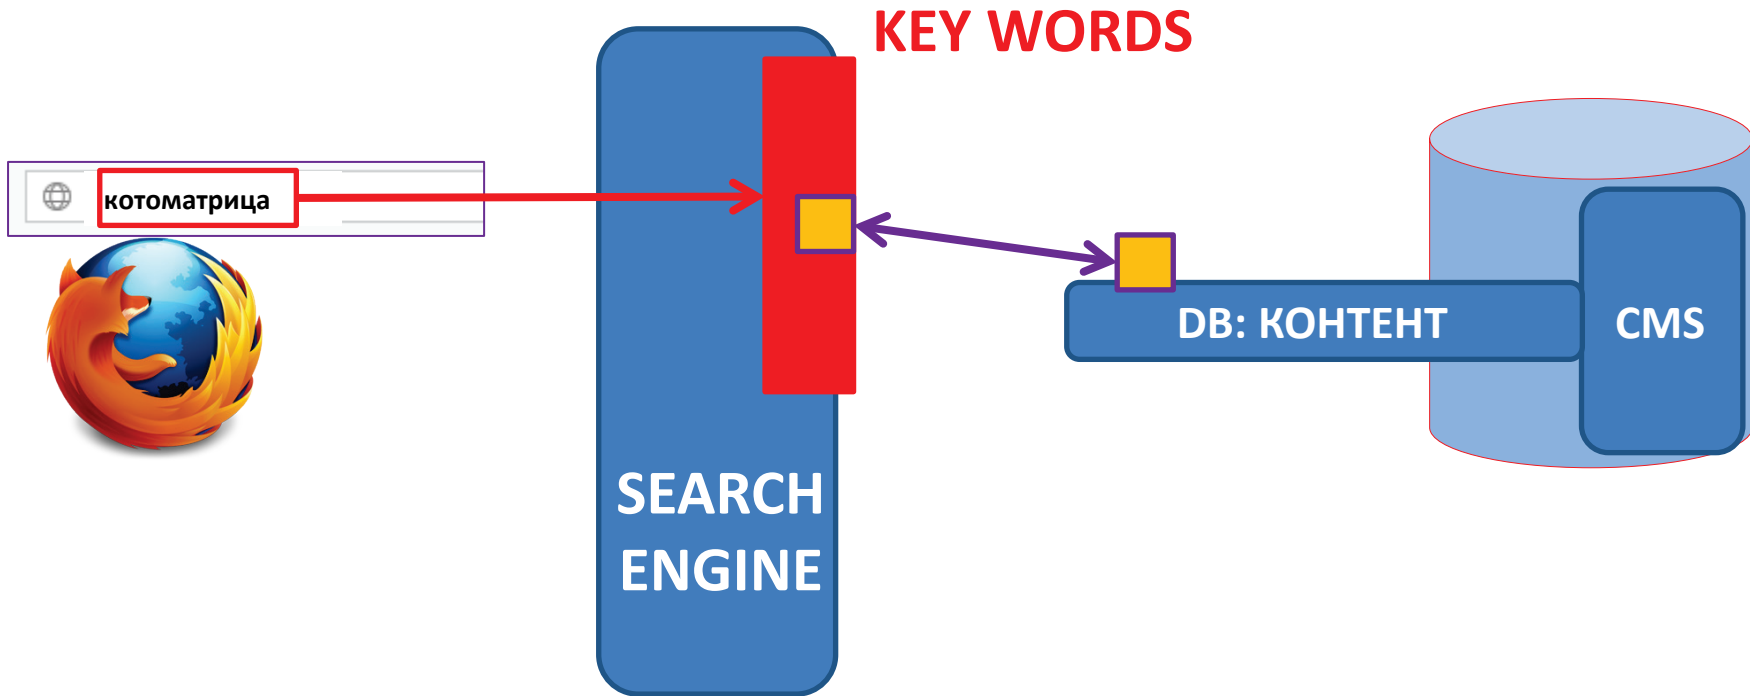 KEY WORDS
котоматрица
DB: КОНТЕНТ
CMS
SEARCH
ENGINE